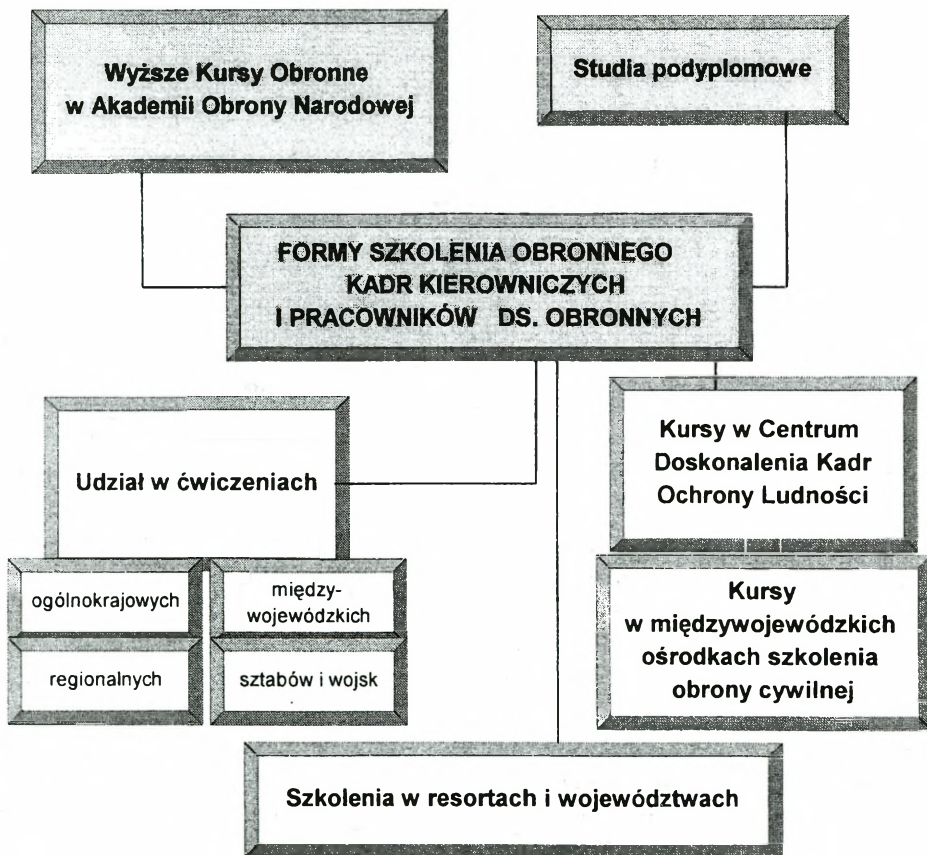 Wyższe Kursy Obronne
w Akademii Obrony Narodowej
Studia podyplomowe
FORMY SZKOLENIA OBRONNEGO
KADR KIEROWNICZYCH
I PRACOWNIKÓW DS. OBRONNYCH
Udział w ćwiczeniach
ogólnokrajowych
między-
wojewódzkich
regionalnych
sztabów i wojsk
Kursy w Centrum
Doskonalenia Kadr
Ochrony Ludności
Kursy
w międzywojewódzkich
ośrodkach szkolenia
obrony cywilnej
Szkolenia w resortach i województwach